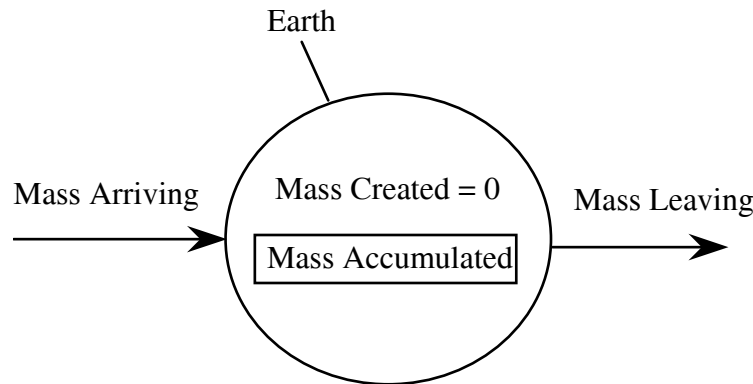 Earth
Mass Arriving
Mass Created = 0
Mass Leaving
Mass Accumulated